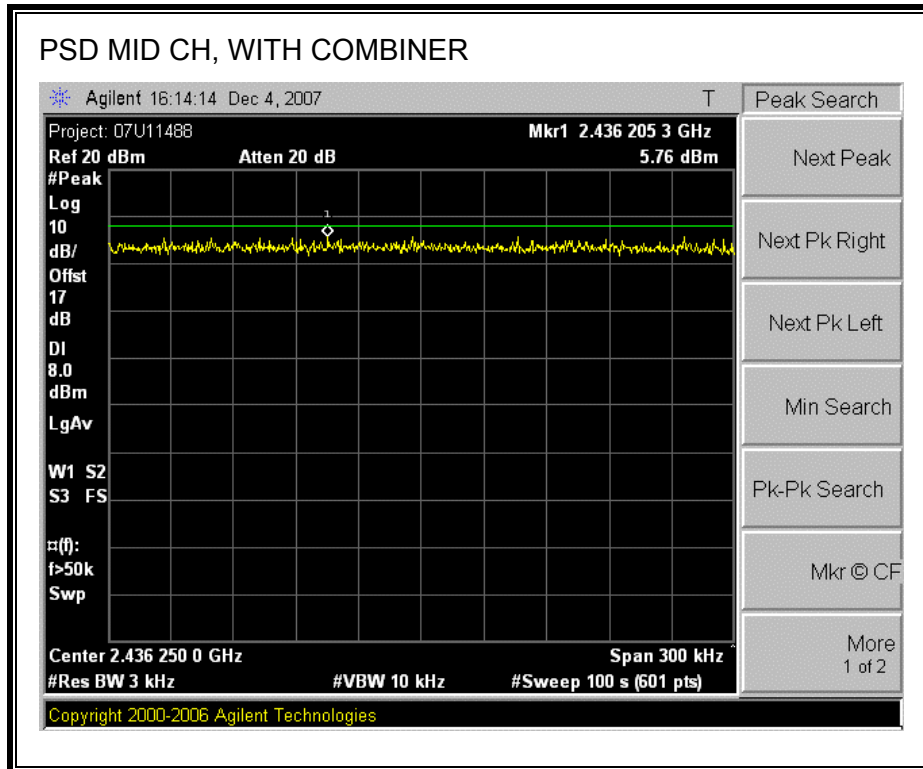 PSD MID CH, WITH COMBINER
Agilent 16:14:14 Dec 4, 2007 T
Peak Search
Project: 07U11488 Mkr1 2.436 205 3 GHz
Ref 20 dBm Atten 20 dB 5.76 dBm
#Peak
Log
10
dB/
Offst
17
dB
DI
8.0
dBm
LgAv
W1 S2
S3 FS
¤(f):
f>50k
Swp
1
Center 2.436 250 0 GHz Span 300 kHz ^
#Res BW 3 kHz #VBW 10 kHz #Sweep 100 s (601 pts)
Next Peak
Next Pk Right
Next Pk Left
Min Search
Pk-Pk Search
Mkr © CF
More
1 of 2
Copyright 2000-2006 Agilent Technologies